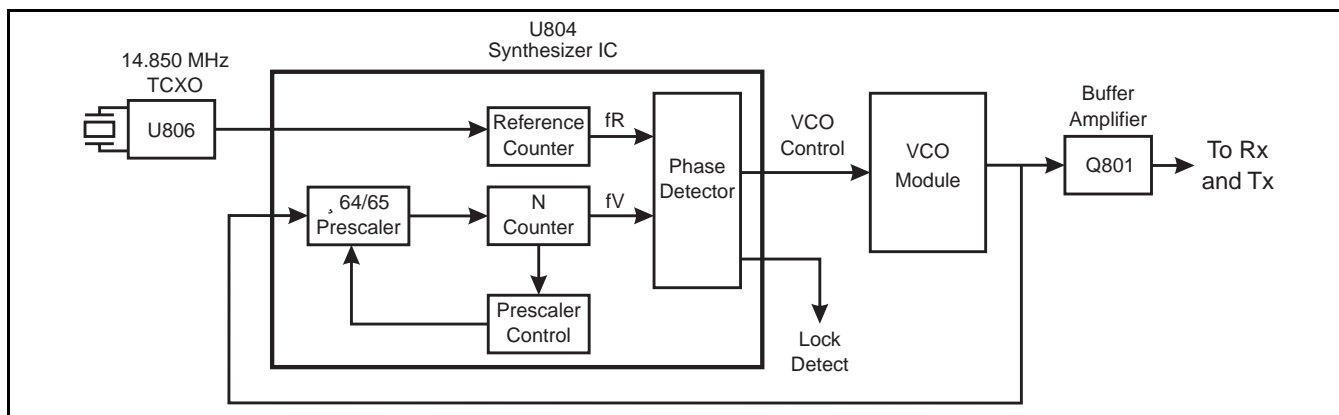 U804
Synthesizer IC
14.850 MHz
TCXO
U806
Reference
Counter
fR
¸ 64/65
Prescaler
N
Counter
fV
Prescaler
Control
Phase
Detector
VCO
Control
Lock
Detect
VCO
Module
Buffer
Amplifier
Q801
To Rx
and Tx